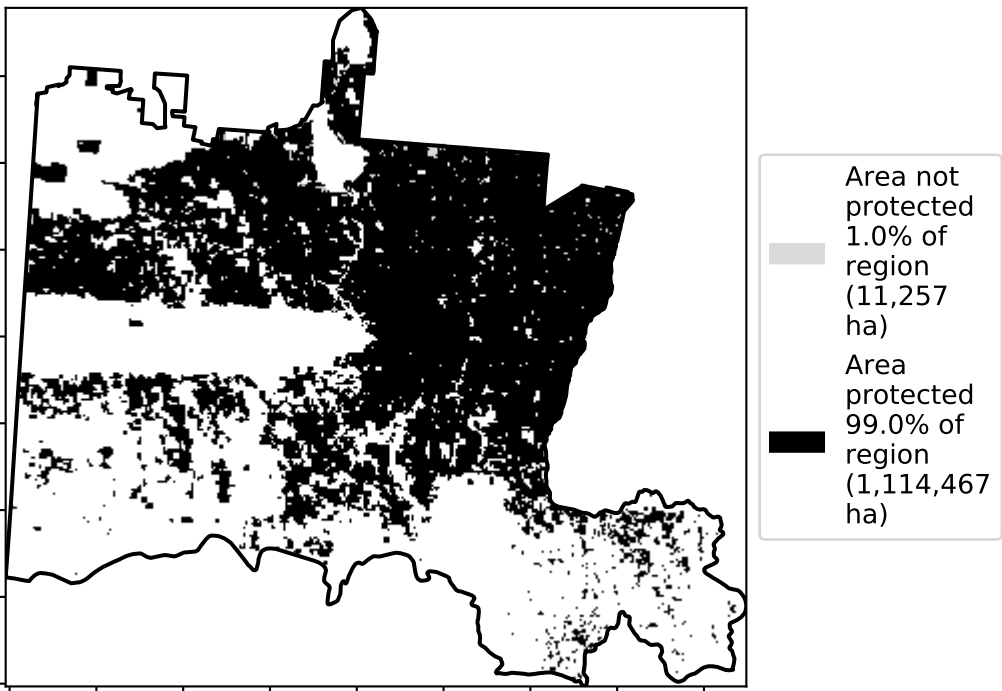 Area not
protected
1.0% of
region
(11,257
ha)
Area
protected
99.0% of
region
(1,114,467
ha)